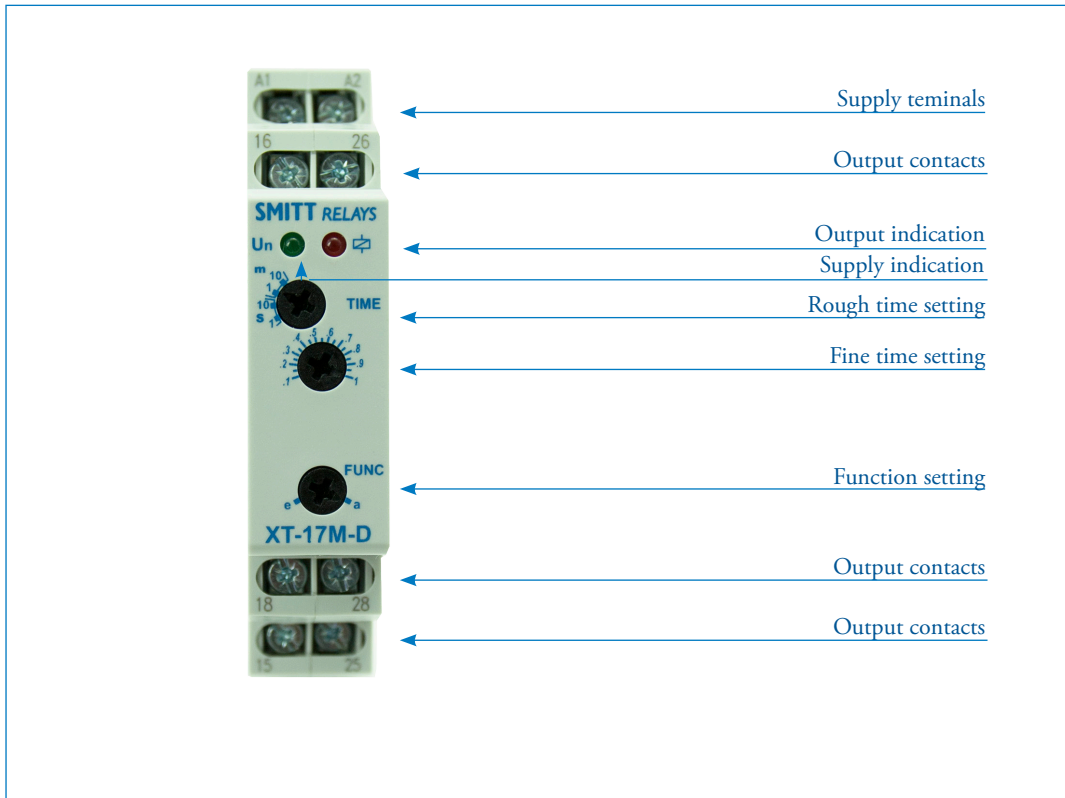 A1 A2
Supply teminals
16 26
Output contacts
SMITT RELAYS
Un
Output indication
Supply indication
m 10
1
10
s 1
TIME
Rough time setting
.1 .2 .3 .4 .5 .6 .7 .8 .9 1
Fine time setting
FUNC
e a
Function setting
XT-17M-D
Output contacts
18 28
Output contacts
15 25